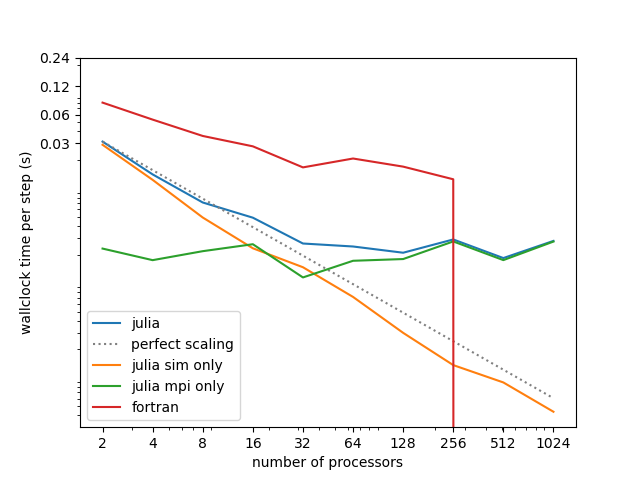 0.24
0.12
0.06
0.03
wallclock time per step (s)
julia
perfect scaling
julia sim only
julia mpi only
fortran
2 4 8 16 32 64 128 256 512 1024
number of processors